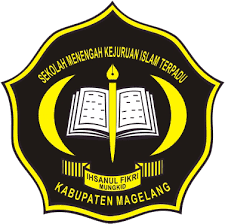 SEKOLAH MENENGAH KEJURUAN ISLAM TERPADU
IHSANUL FIKRI
MUNGKID
KABUPATEN MAGELANG